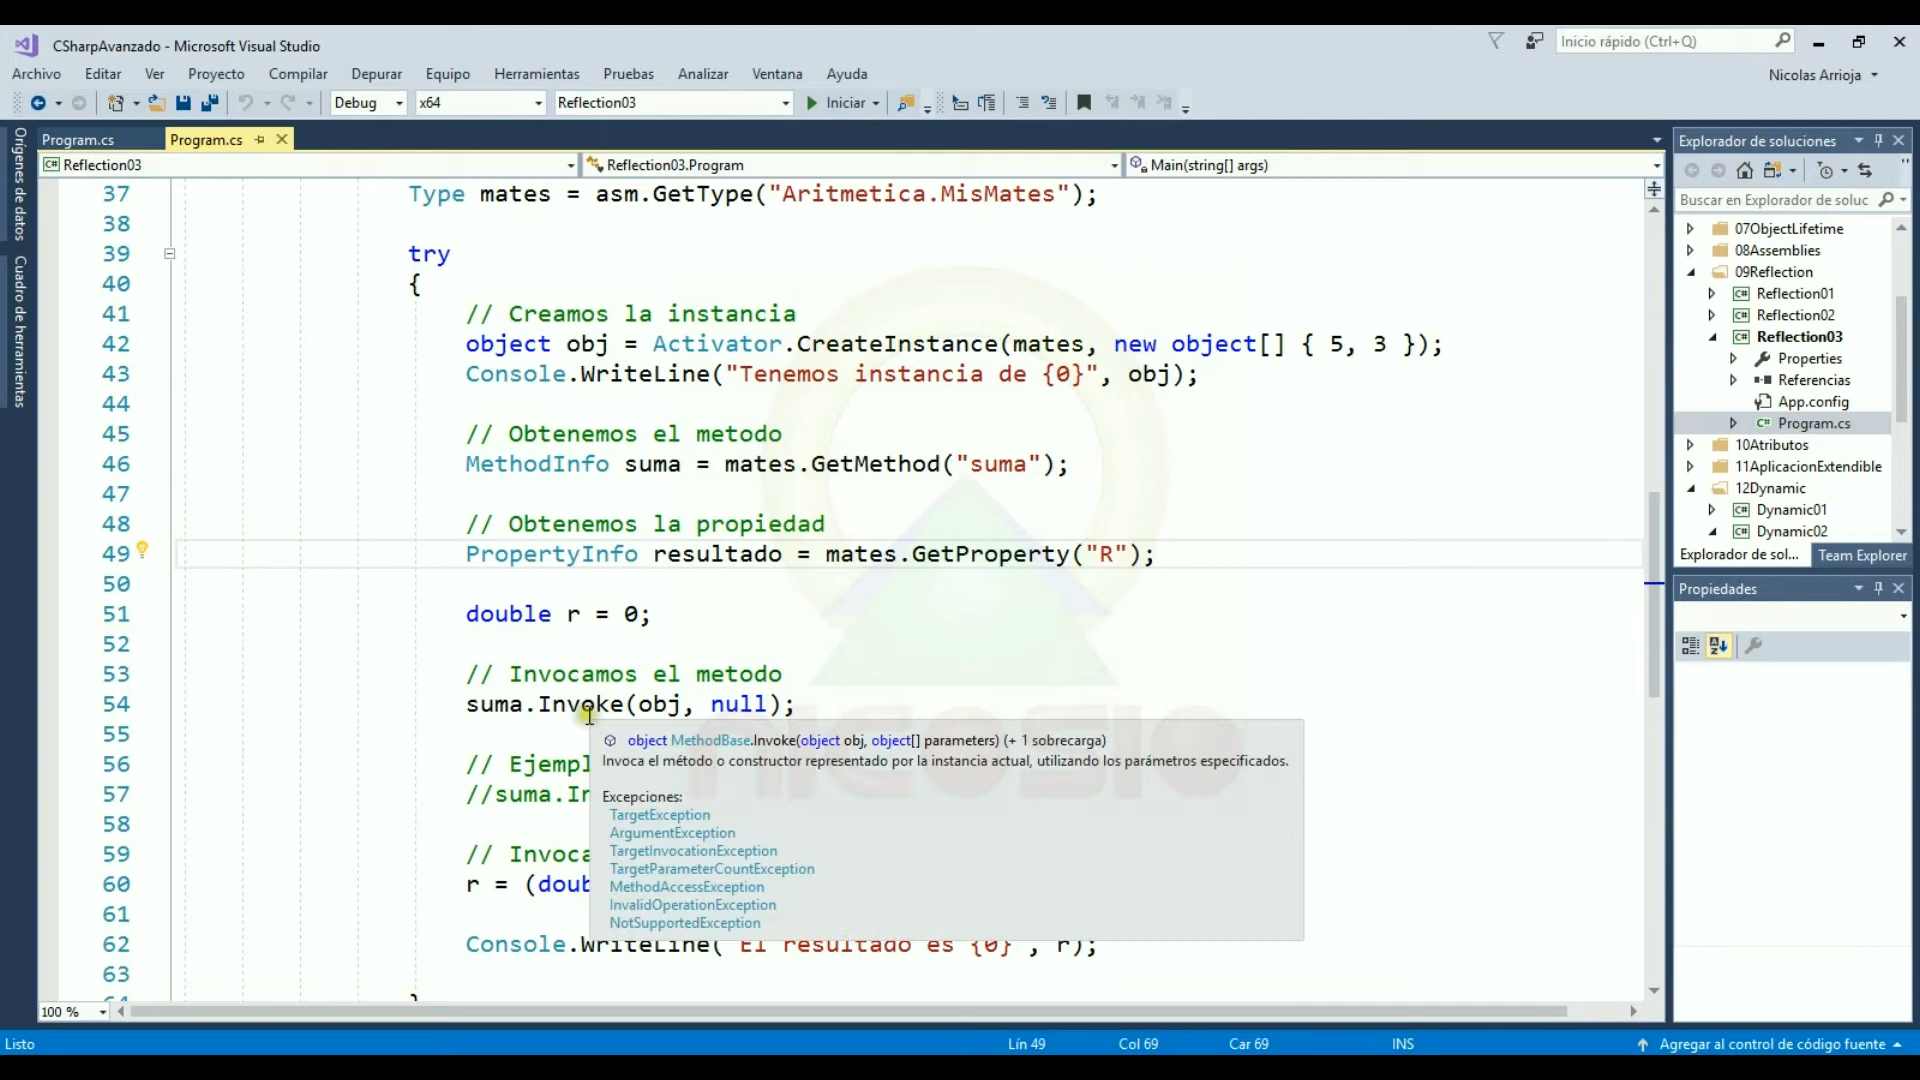 CSharpAvanzado - Microsoft Visual Studio
Inicio rápido (Ctrl+Q)
Archivo Editar Ver Proyecto Compilar Depurar Equipo Herramientas Pruebas Analizar Ventana Ayuda
Nicolas Arrioja
Debug x64 Reflection03 Iniciar
Orígenes de datos
Cuadro de herramientas
Program.cs
Program.cs
Reflection03
Reflection03.Program
Main(string[] args)
37 Type mates = asm.GetType("Aritmetica.MisMates");
38
39 try
40 {
41 // Creamos la instancia
42 object obj = Activator.CreateInstance(mates, new object[] { 5, 3 });
43 Console.WriteLine("Tenemos instancia de {0}", obj);
44
45 // Obtenemos el metodo
46 MethodInfo suma = mates.GetMethod("suma");
47
48 // Obtenemos la propiedad
49 PropertyInfo resultado = mates.GetProperty("R");
50
51 double r = 0;
52
53 // Invocamos el metodo
54 suma.Invoke(obj, null);
55
56 // Ejempl
57 //suma.In
58
59 // Invoca
60 r = (doub
61
62 Console.WriteLine("El resultado es {0}", r);
63
64 }
object MethodBase.Invoke(object obj, object[] parameters) (+ 1 sobrecarga)
Invoca el método o constructor representado por la instancia actual, utilizando los parámetros especificados.
Excepciones:
TargetException
ArgumentException
TargetInvocationException
TargetParameterCountException
MethodAccessException
InvalidOperationException
NotSupportedException
NICOSIO
100 %
Explorador de soluciones
Buscar en Explorador de soluc
07ObjectLifetime
08Assemblies
09Reflection
Reflection01
Reflection02
Reflection03
Properties
Referencias
App.config
Program.cs
10Atributos
11AplicacionExtendible
12Dynamic
Dynamic01
Dynamic02
Explorador de sol... Team Explorer
Propiedades
Listo
Lín 49
Col 69
Car 69
INS
Agregar al control de código fuente